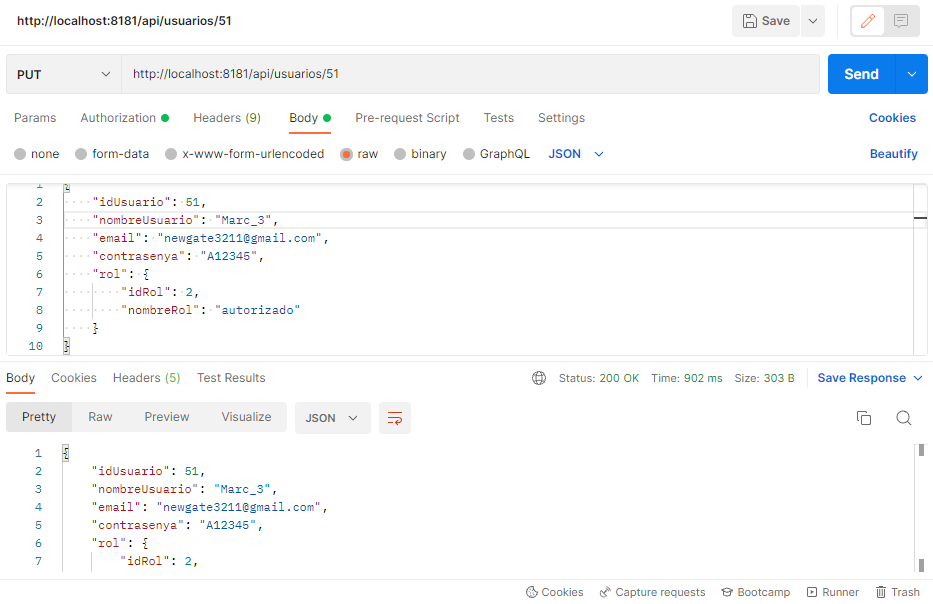 http://localhost:8181/api/usuarios/51 Save
PUT http://localhost:8181/api/usuarios/51 Send
Params Authorization Headers (9) Body Pre-request Script Tests Settings Cookies
none form-data x-www-form-urlencoded raw binary GraphQL JSON Beautify
1 {
2 "idUsuario": 51,
3 "nombreUsuario": "Marc_3",
4 "email": "newgate3211@gmail.com",
5 "contrasenya": "A12345",
6 "rol": {
7 "idRol": 2,
8 "nombreRol": "autorizado"
9 }
10 }
Body Cookies Headers (5) Test Results Status: 200 OK Time: 902 ms Size: 303 B Save Response
Pretty Raw Preview Visualize JSON
1 {
2 "idUsuario": 51,
3 "nombreUsuario": "Marc_3",
4 "email": "newgate3211@gmail.com",
5 "contrasenya": "A12345",
6 "rol": {
7 "idRol": 2,
Cookies Capture requests Bootcamp Runner Trash